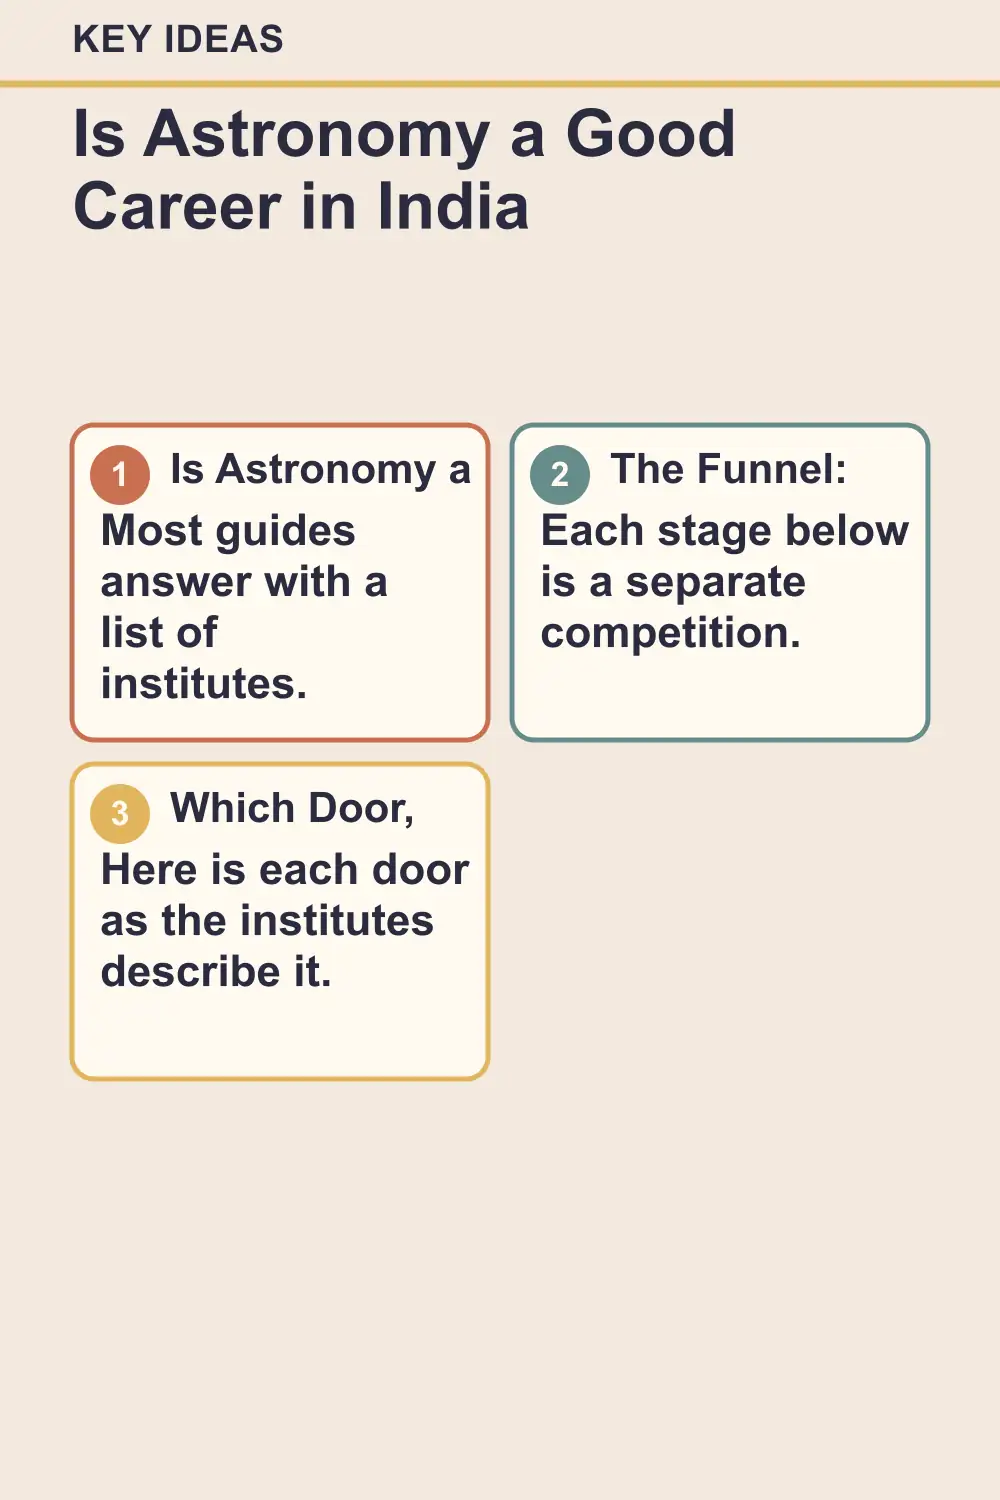 KEY IDEAS
Is Astronomy a Good
Career in India
1 Is Astronomy a
Most guides
answer with a
list of
institutes.
2 The Funnel:
Each stage below
is a separate
competition.
3 Which Door,
Here is each door
as the institutes
describe it.